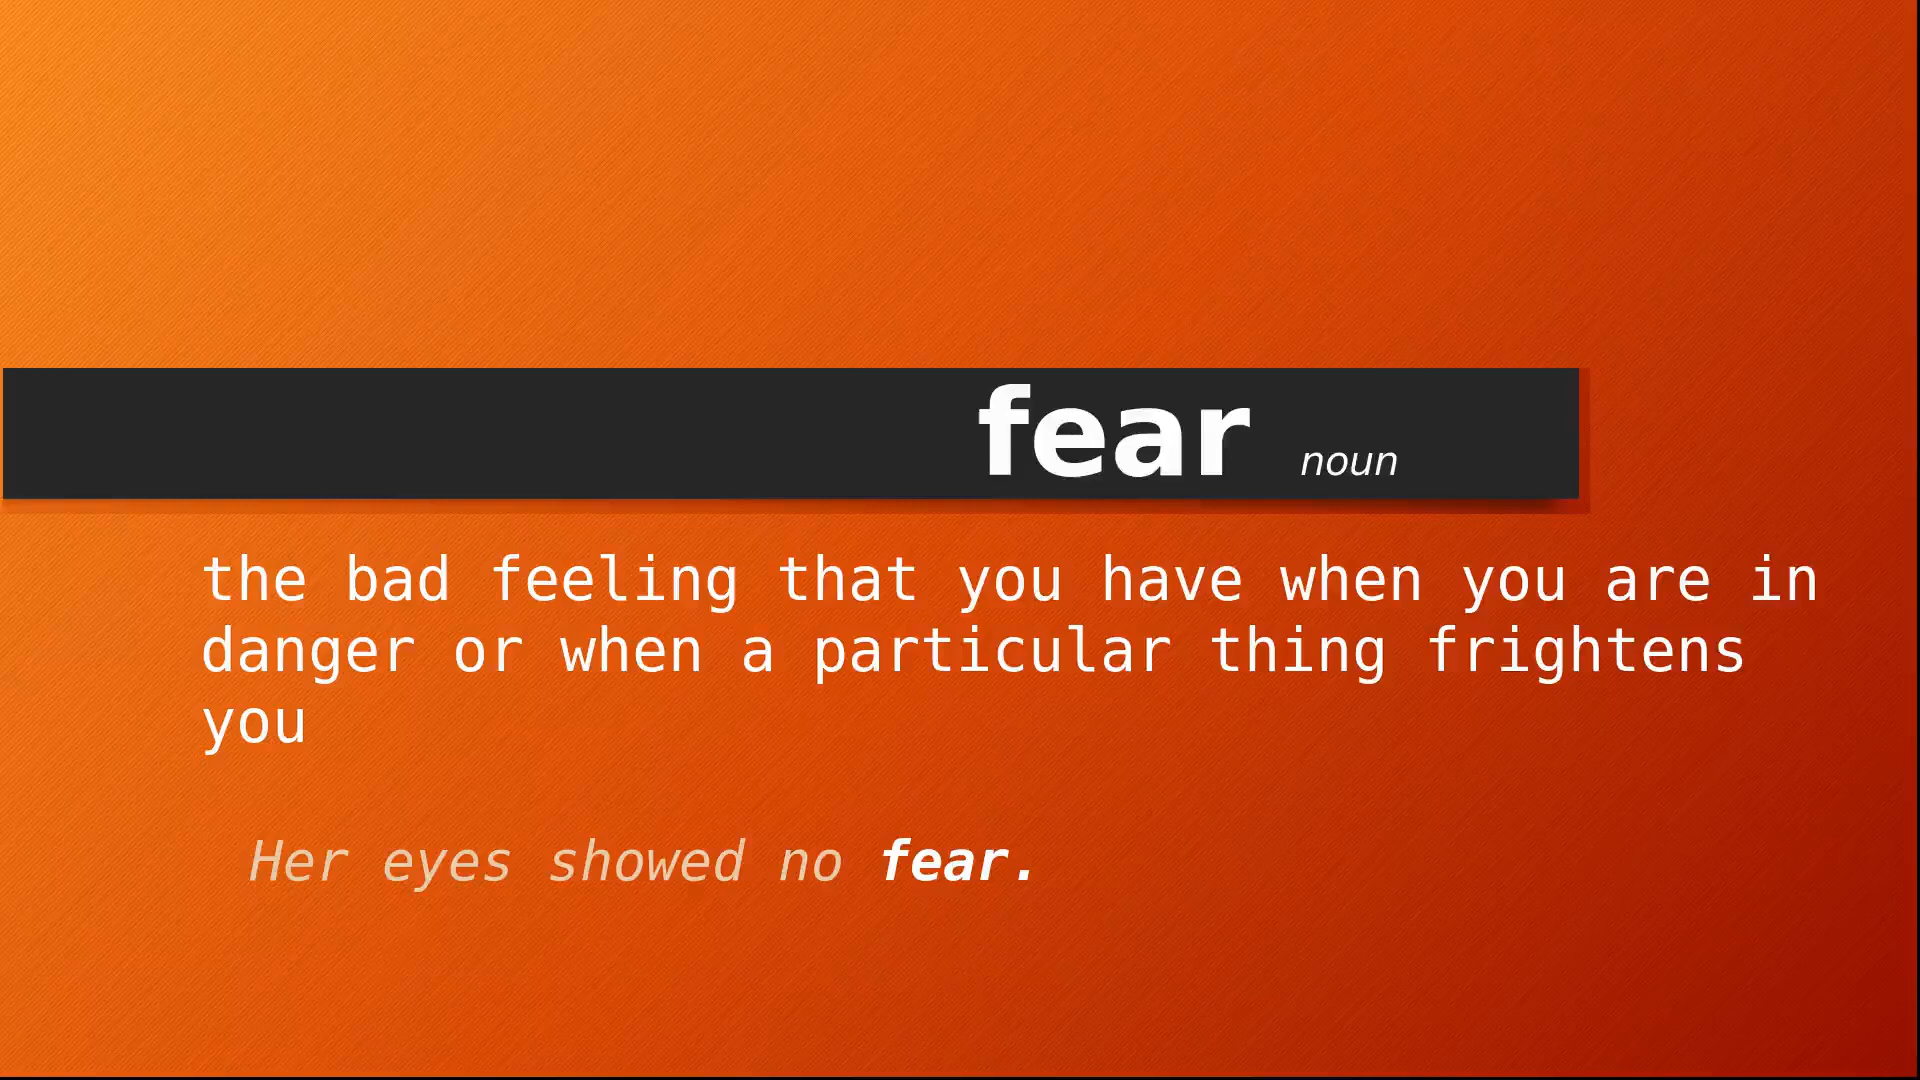 fear noun
the bad feeling that you have when you are in
danger or when a particular thing frightens
you
Her eyes showed no fear.